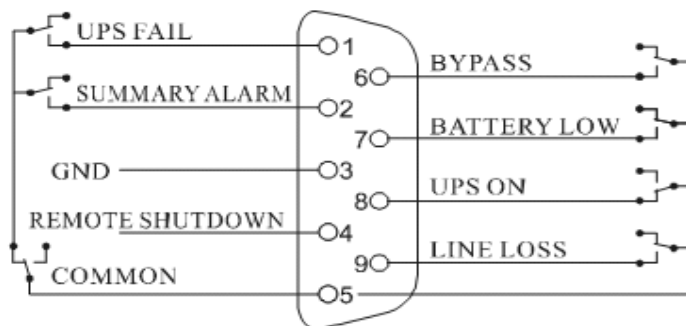 UPS FAIL 1
6 BYPASS
SUMMARY ALARM 2
7 BATTERY LOW
GND 3
8 UPS ON
REMOTE SHUTDOWN 4
9 LINE LOSS
COMMON 5